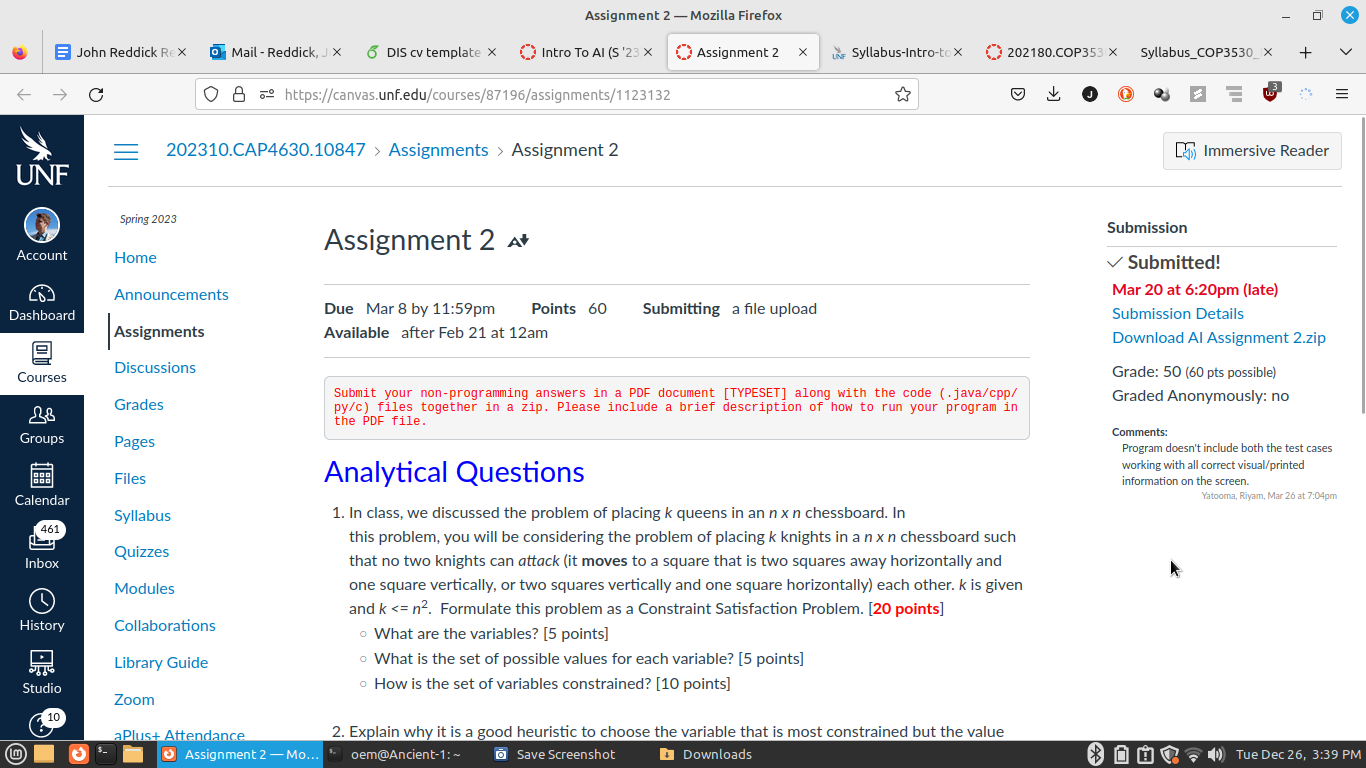 Assignment 2 — Mozilla Firefox
John Reddick Re
Mail - Reddick, J
DIS cv template
Intro To AI (S '23
Assignment 2
Syllabus-Intro-to
202180.COP353
Syllabus_COP3530_
https://canvas.unf.edu/courses/87196/assignments/1123132
3
UNF
Account
Dashboard
Courses
Groups
Calendar
461
Inbox
History
Studio
10
202310.CAP4630.10847 > Assignments > Assignment 2
Immersive Reader
Spring 2023
Home
Announcements
Assignments
Discussions
Grades
Pages
Files
Syllabus
Quizzes
Modules
Collaborations
Library Guide
Zoom
aPlus+ Attendance
Assignment 2
Due Mar 8 by 11:59pm Points 60 Submitting a file upload
Available after Feb 21 at 12am
Submit your non-programming answers in a PDF document [TYPESET] along with the code (.java/cpp/
py/c) files together in a zip. Please include a brief description of how to run your program in
the PDF file.
Analytical Questions
1. In class, we discussed the problem of placing k queens in an n x n chessboard. In
this problem, you will be considering the problem of placing k knights in a n x n chessboard such
that no two knights can attack (it moves to a square that is two squares away horizontally and
one square vertically, or two squares vertically and one square horizontally) each other. k is given
and k <= n². Formulate this problem as a Constraint Satisfaction Problem. [20 points]
○ What are the variables? [5 points]
○ What is the set of possible values for each variable? [5 points]
○ How is the set of variables constrained? [10 points]
2. Explain why it is a good heuristic to choose the variable that is most constrained but the value
Submission
✓ Submitted!
Mar 20 at 6:20pm (late)
Submission Details
Download AI Assignment 2.zip
Grade: 50 (60 pts possible)
Graded Anonymously: no
Comments:
Program doesn't include both the test cases
working with all correct visual/printed
information on the screen.
Yatooma, Riyam, Mar 26 at 7:04pm
Assignment 2 — Mo...
oem@Ancient-1: ~
Save Screenshot
Downloads
Tue Dec 26, 3:39 PM